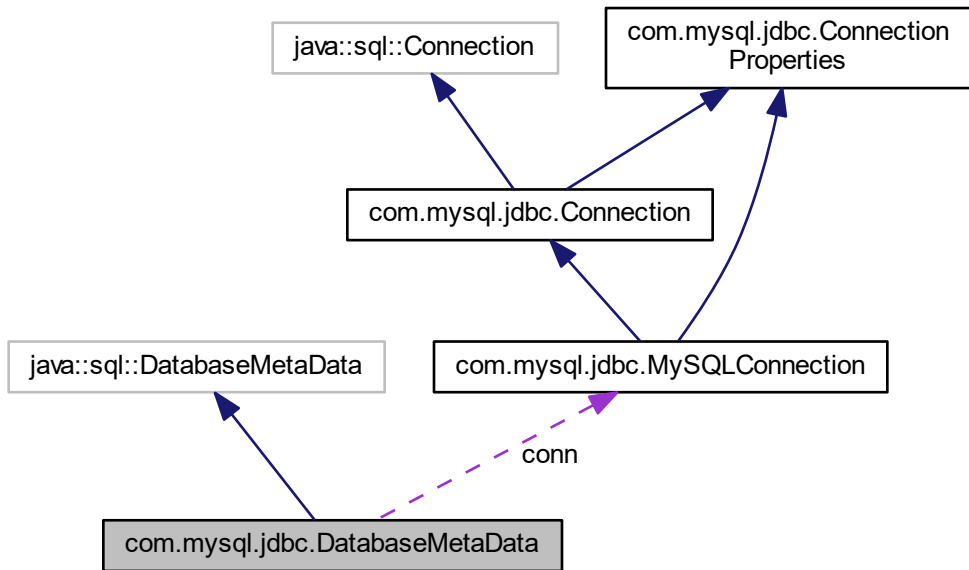 java::sql::Connection
com.mysql.jdbc.Connection
Properties
com.mysql.jdbc.Connection
java::sql::DatabaseMetaData
com.mysql.jdbc.MySQLConnection
conn
com.mysql.jdbc.DatabaseMetaData